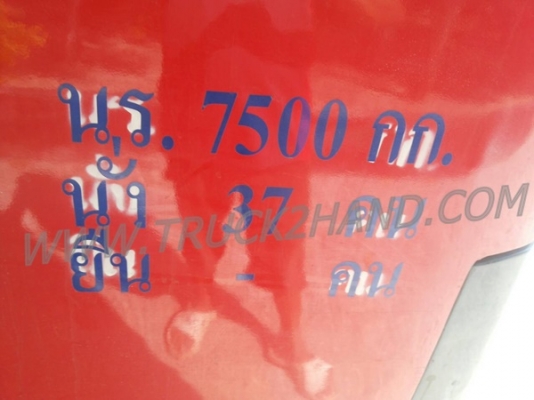 นร. 7500 กก.
นั่ง 37 คน
ยืน - คน
WWW.TRUCK2HAND.COM